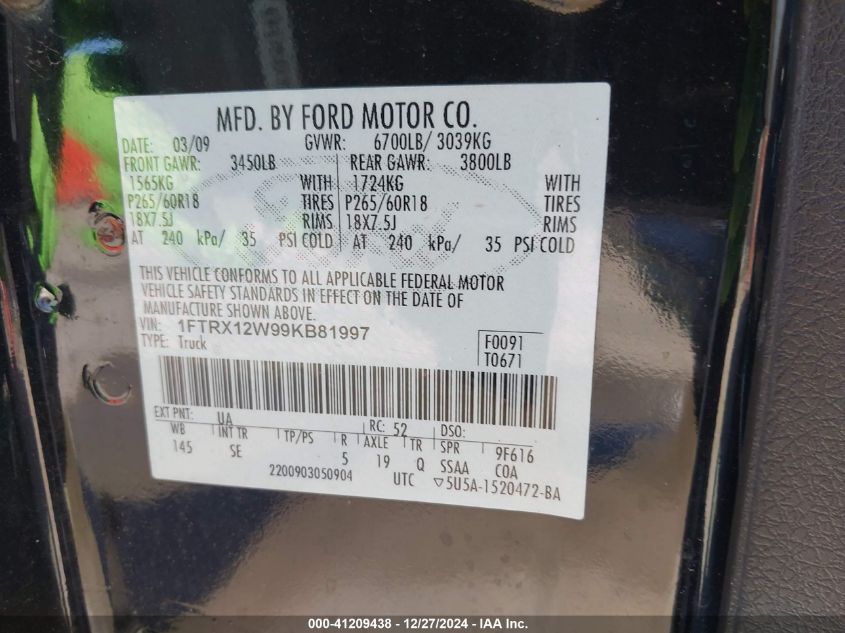 MFD. BY FORD MOTOR CO.
DATE: 03/09 GVWR: 6700LB/ 3039KG
FRONT GAWR: 3450LB REAR GAWR: 3800LB
1565KG WITH 1724KG WITH
P265/60R18 TIRES P265/60R18 TIRES
18X7.5J RIMS 18X7.5J RIMS
AT 240 kPa/ 35 PSI COLD AT 240 kPa/ 35 PSI COLD
THIS VEHICLE CONFORMS TO ALL APPLICABLE FEDERAL MOTOR
VEHICLE SAFETY STANDARDS IN EFFECT ON THE DATE OF
MANUFACTURE SHOWN ABOVE.
VIN: 1FTRX12W99KB81997
TYPE: Truck
F0091
T0671
EXT PNT: UA RC: 52 DSO:
WB INT TR TP/PS R AXLE TR SPR 9F616
145 SE 5 19 Q SSAA COA
2200903050904 UTC ▽5U5A-1520472-BA
000-41209438 - 12/27/2024 - IAA Inc.